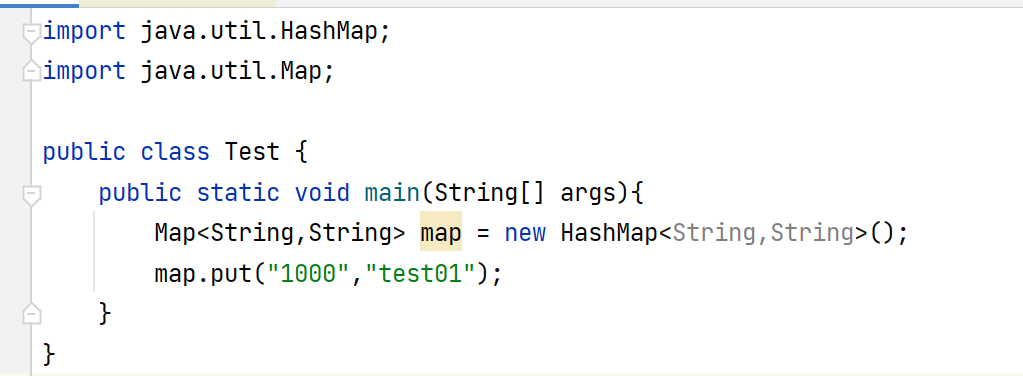 import java.util.HashMap;
import java.util.Map;
public class Test {
    public static void main(String[] args){
        Map<String,String> map = new HashMap<String,String>();
        map.put("1000","test01");
    }
}